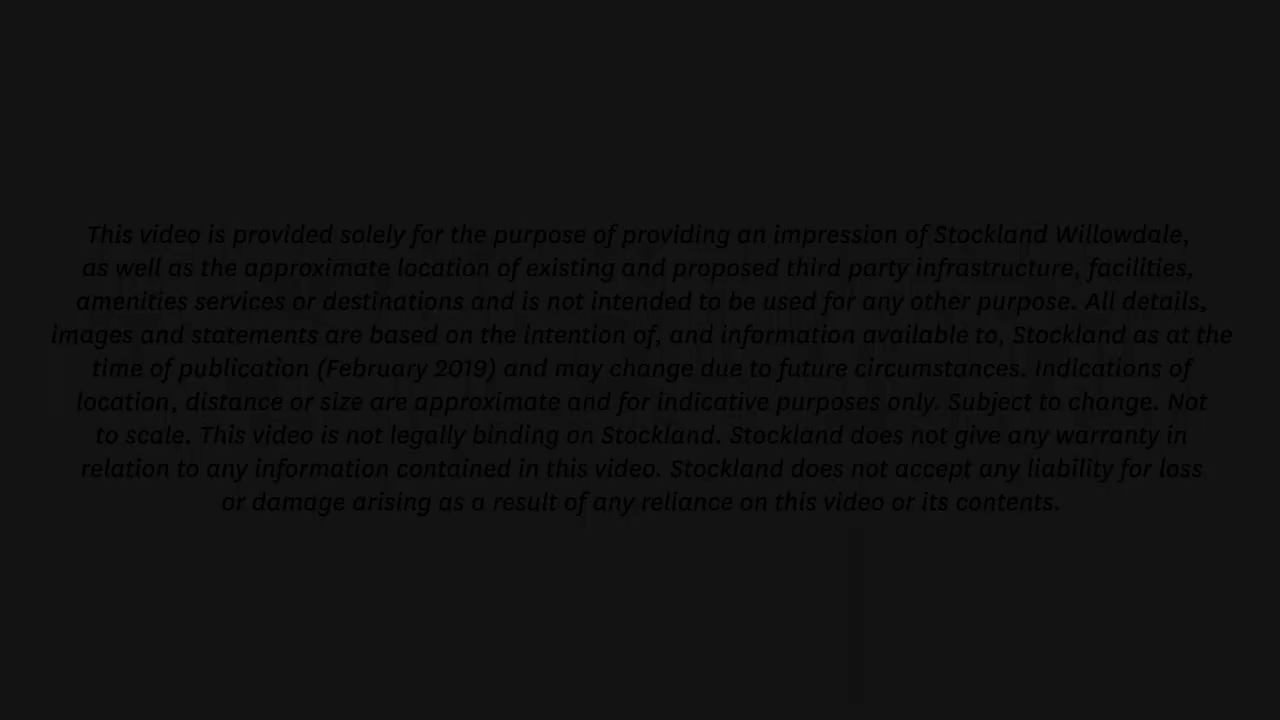 This video is provided solely for the purpose of providing an impression of Stockland Willowdale,
as well as the approximate location of existing and proposed third party infrastructure, facilities,
amenities services or destinations and is not intended to be used for any other purpose. All details,
images and statements are based on the intention of, and information available to, Stockland as at the
time of publication (February 2019) and may change due to future circumstances. Indications of
location, distance or size are approximate and for indicative purposes only. Subject to change. Not
to scale. This video is not legally binding on Stockland. Stockland does not give any warranty in
relation to any information contained in this video. Stockland does not accept any liability for loss
or damage arising as a result of any reliance on this video or its contents.